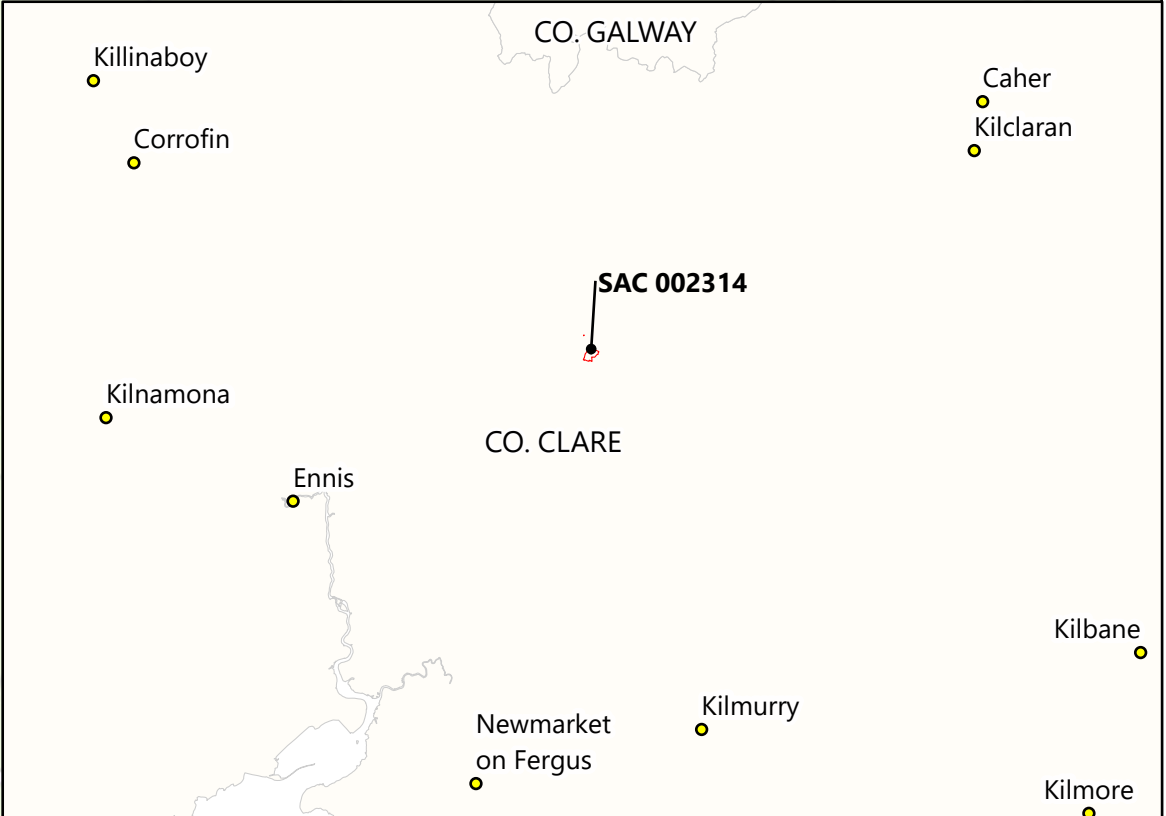 CO. GALWAY
Killinaboy
Caher
Kilclaran
Corrofin
SAC 002314
Kilnamona
CO. CLARE
Ennis
Kilbane
Kilmurry
Newmarket
on Fergus
Kilmore